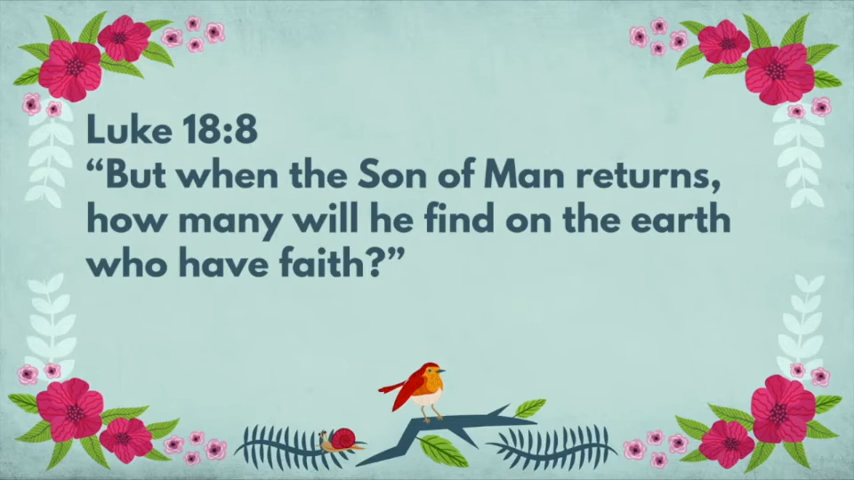 Luke 18:8
“But when the Son of Man returns,
how many will he find on the earth
who have faith?”